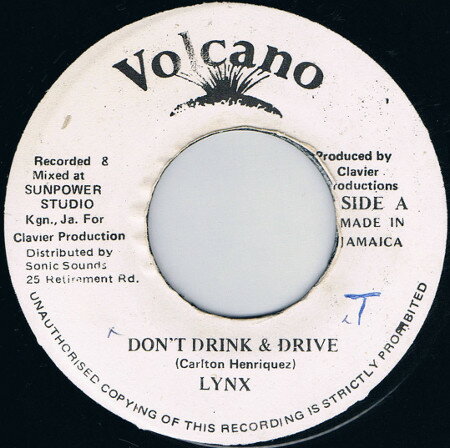 Volcano
Recorded &
Mixed at
SUNPOWER
STUDIO
Kgn., Ja. For
Clavier Production
Distributed by
Sonic Sounds
25 Retirement Rd.
Produced by
Clavier
Productions
SIDE A
MADE IN
JAMAICA
T
DON'T DRINK & DRIVE
(Carlton Henriquez)
LYNX
UNAUTHORISED COPYING OF THIS RECORDING IS STRICTLY PROHIBITED